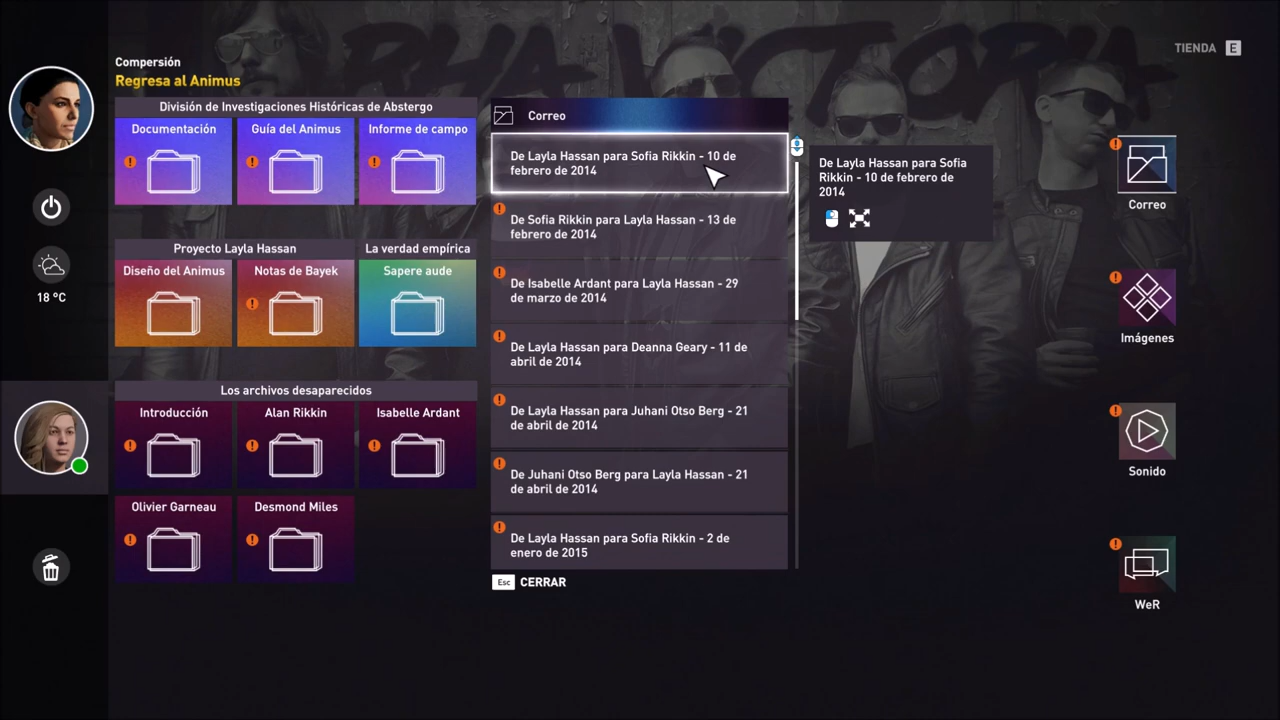 TIENDA E
Compersión
Regresa al Animus
División de Investigaciones Históricas de Abstergo
Documentación
Guía del Animus
Informe de campo
Proyecto Layla Hassan
La verdad empírica
Diseño del Animus
Notas de Bayek
Sapere aude
18 °C
Los archivos desaparecidos
Introducción
Alan Rikkin
Isabelle Ardant
Olivier Garneau
Desmond Miles
Correo
De Layla Hassan para Sofia Rikkin - 10 de
febrero de 2014
De Sofia Rikkin para Layla Hassan - 13 de
febrero de 2014
De Isabelle Ardant para Layla Hassan - 29
de marzo de 2014
De Layla Hassan para Deanna Geary - 11 de
abril de 2014
De Layla Hassan para Juhani Otso Berg - 21
de abril de 2014
De Juhani Otso Berg para Layla Hassan - 21
de abril de 2014
De Layla Hassan para Sofia Rikkin - 2 de
enero de 2015
Esc CERRAR
De Layla Hassan para Sofia
Rikkin - 10 de febrero de
2014
Correo
Imágenes
Sonido
WeR